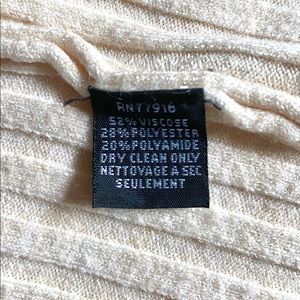 RN77916
52% VISCOSE
28% POLYESTER
20% POLYAMIDE
DRY CLEAN ONLY
NETTOYAGE A SEC
SEULEMENT